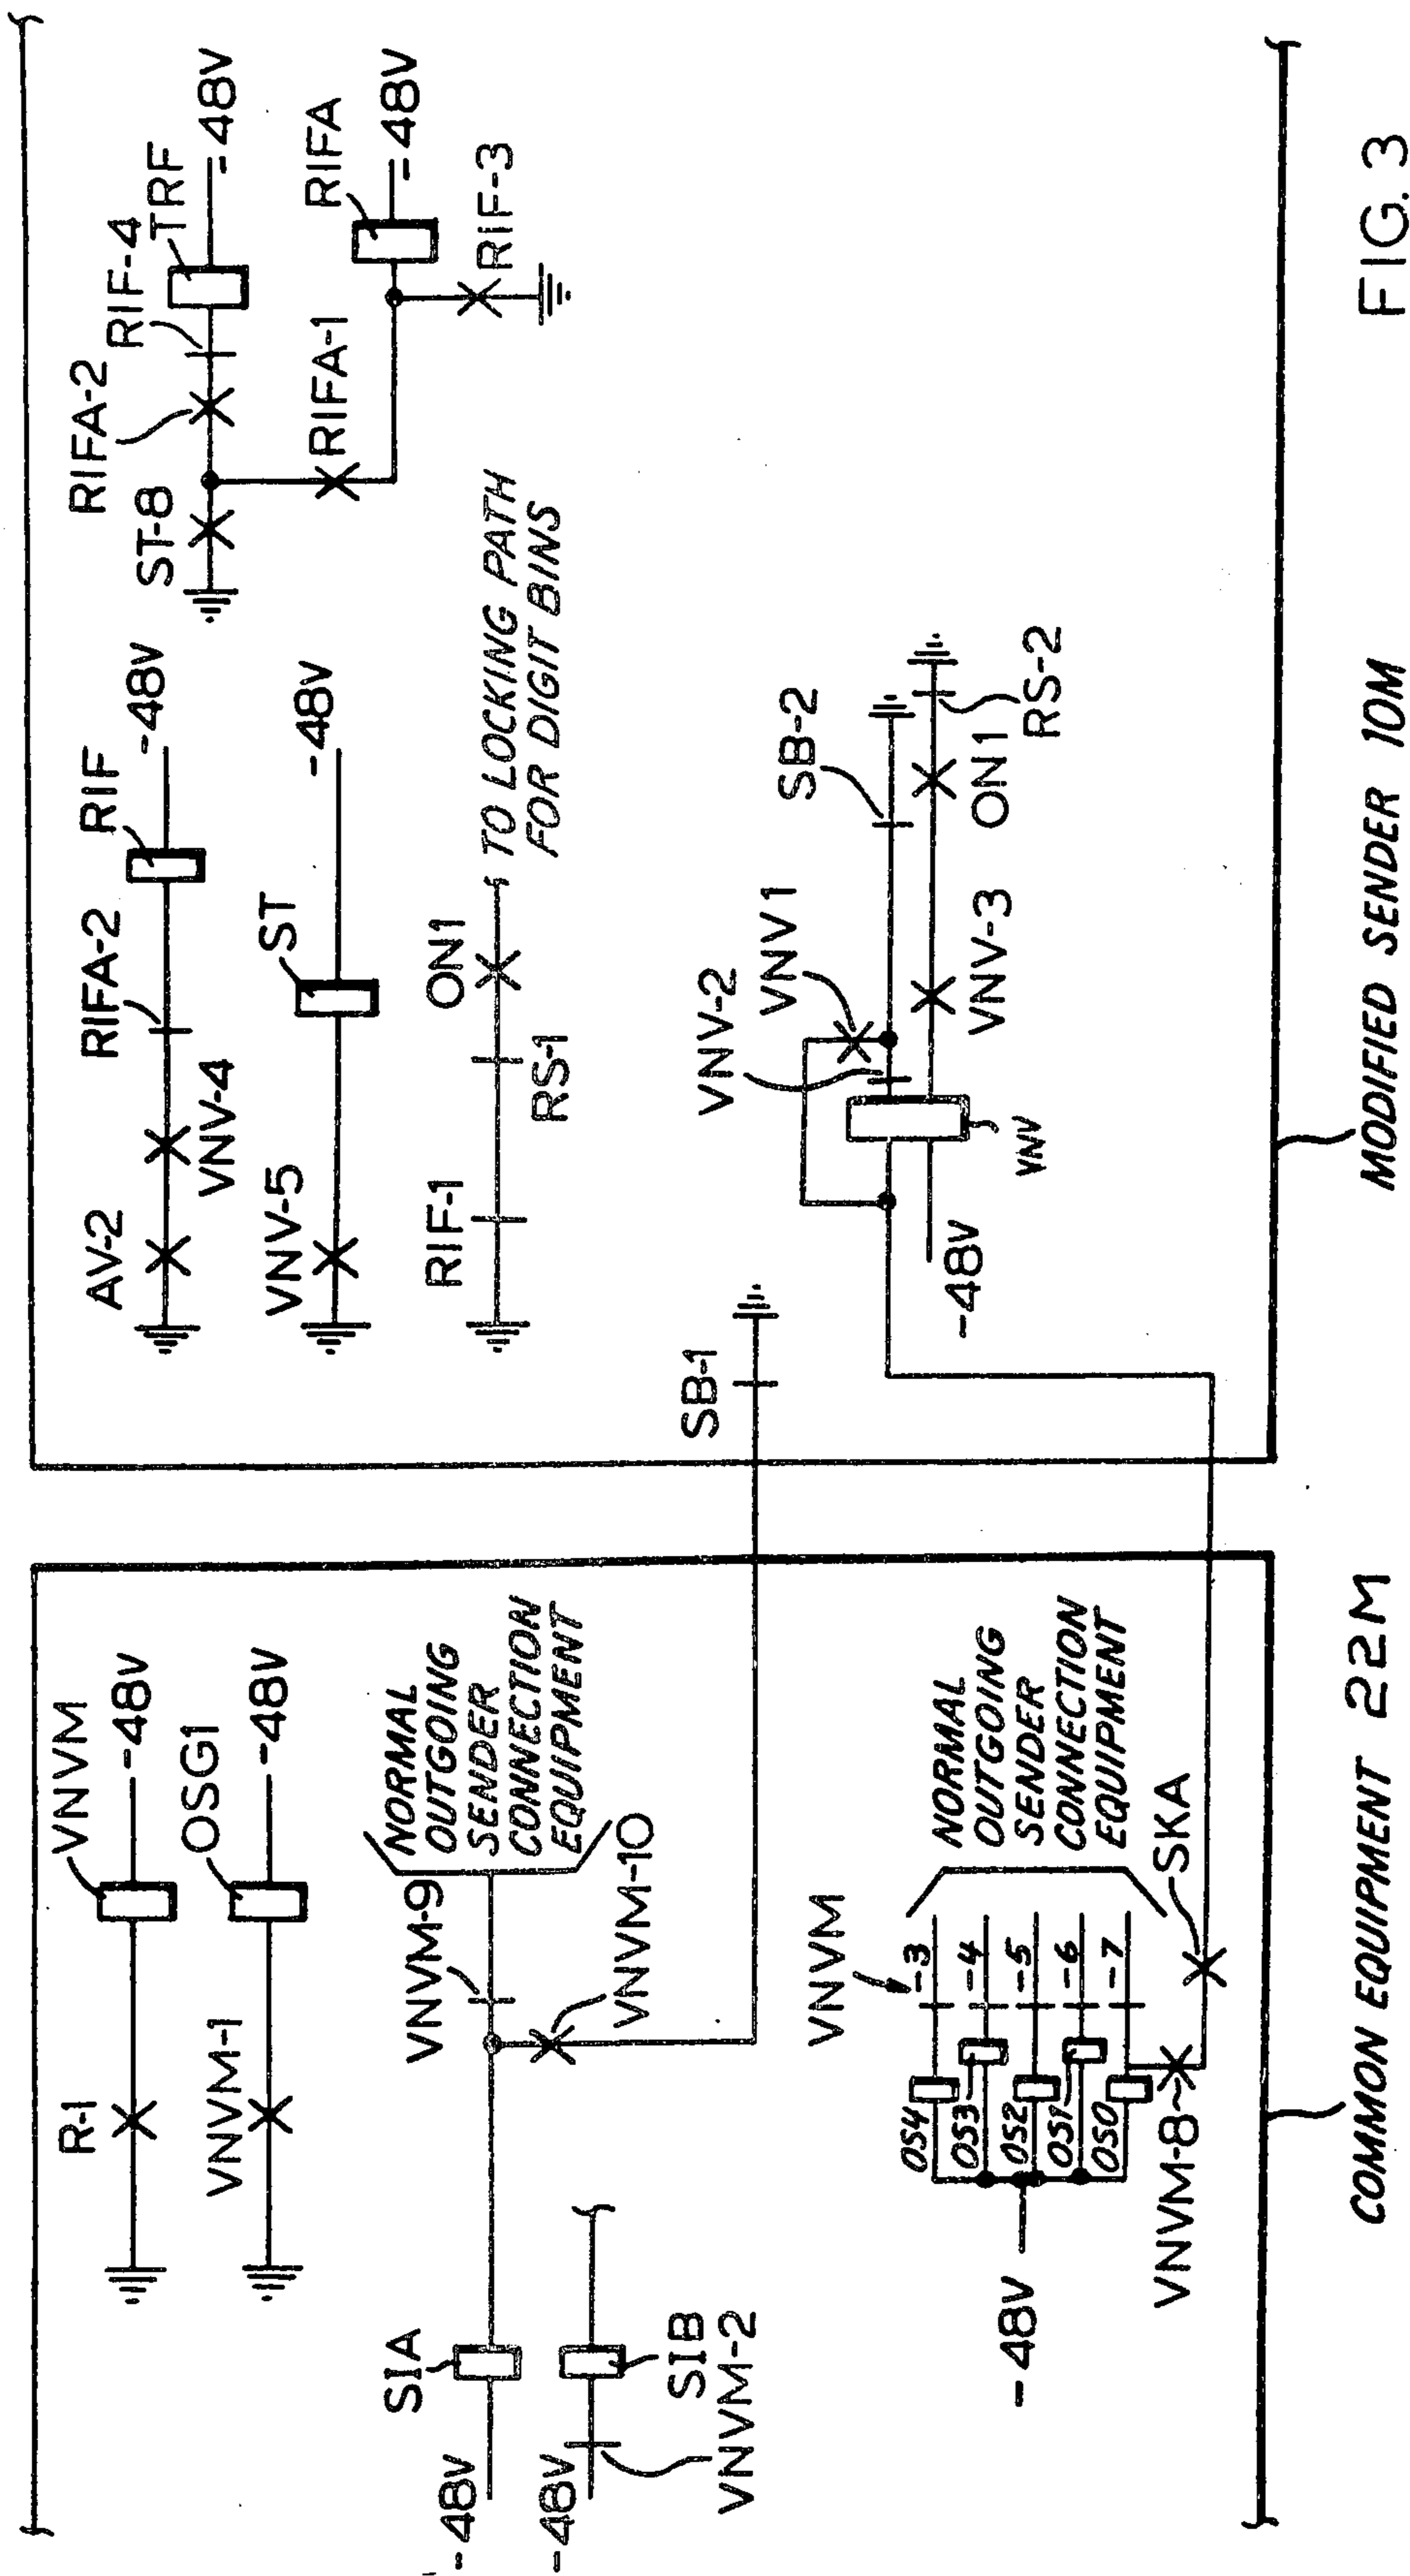 R-1
VNVM
-48V
VNVM-1
OSG1
-48V
-48V
SIA
VNVM-9
NORMAL
OUTGOING
SENDER
CONNECTION
EQUIPMENT
VNVM-10
-48V
SIB
VNVM-2
VNVM
-3
-4
-5
-6
-7
OS4
OS3
OS2
OS1
OS0
-48V
VNVM-8
SKA
NORMAL
OUTGOING
SENDER
CONNECTION
EQUIPMENT
COMMON EQUIPMENT 22M
AV-2
VNV-4
RIFA-2
RIF
-48V
VNV-5
ST
-48V
RIF-1
RS-1
ON1
TO LOCKING PATH
FOR DIGIT BINS
ST-8
RIFA-2
RIF-4
TRF
-48V
RIFA-1
RIFA
-48V
RIF-3
SB-1
VNV-2
VNV1
SB-2
-48V
VNV
VNV-3
ON1
RS-2
MODIFIED SENDER 10M
FIG. 3